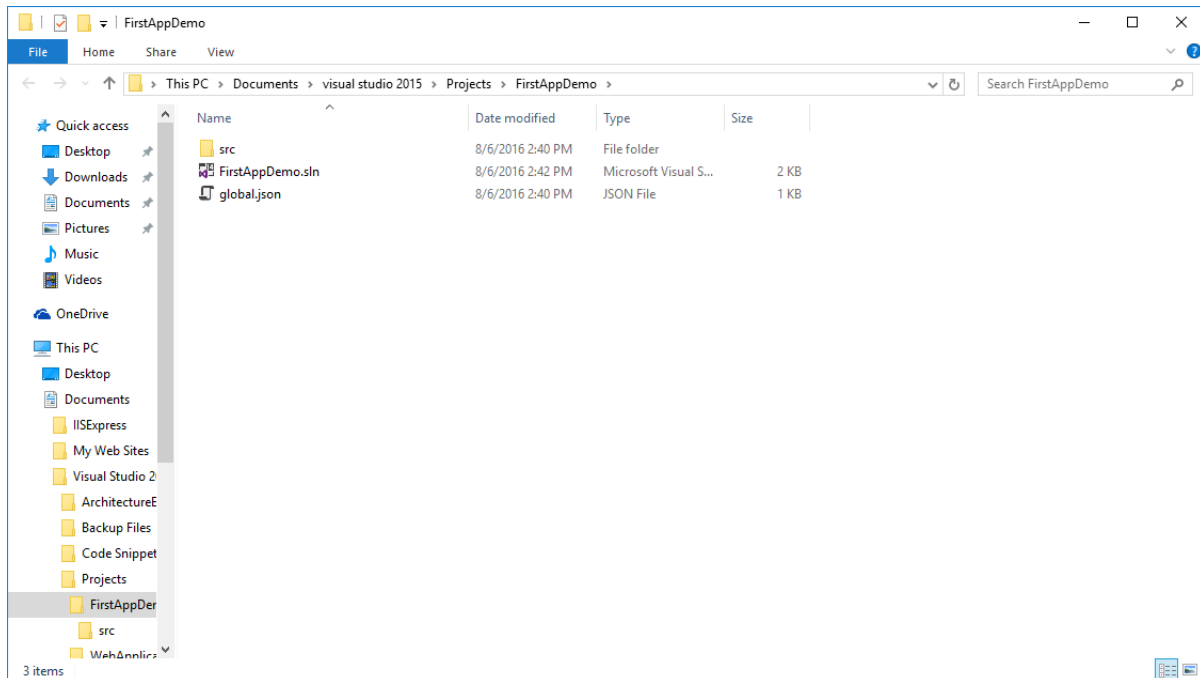 FirstAppDemo
File Home Share View
This PC > Documents > visual studio 2015 > Projects > FirstAppDemo >
Search FirstAppDemo
Quick access
Desktop
Downloads
Documents
Pictures
Music
Videos
OneDrive
This PC
Desktop
Documents
IISExpress
My Web Sites
Visual Studio 2
ArchitectureE
Backup Files
Code Snippet
Projects
FirstAppDer
src
WebApplica
Name Date modified Type Size
src 8/6/2016 2:40 PM File folder
FirstAppDemo.sln 8/6/2016 2:42 PM Microsoft Visual S... 2 KB
global.json 8/6/2016 2:40 PM JSON File 1 KB
3 items